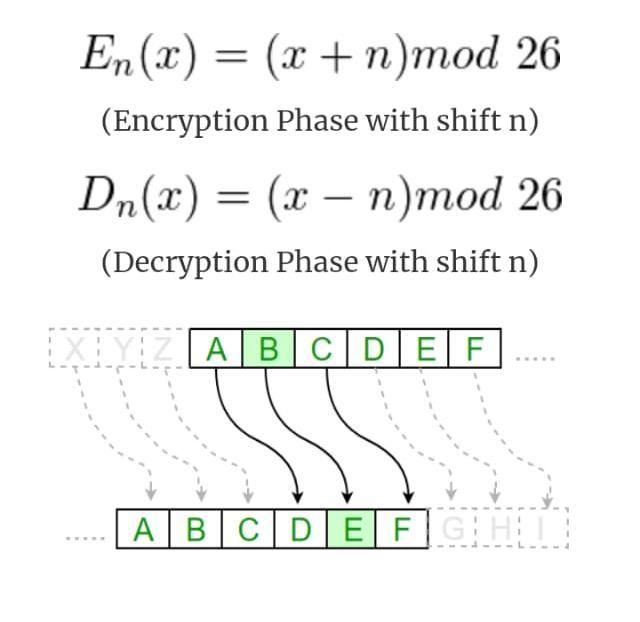 Eₙ(x) = (x + n)mod 26
(Encryption Phase with shift n)
Dₙ(x) = (x − n)mod 26
(Decryption Phase with shift n)
X Y Z A B C D E F .....
..... A B C D E F G H I